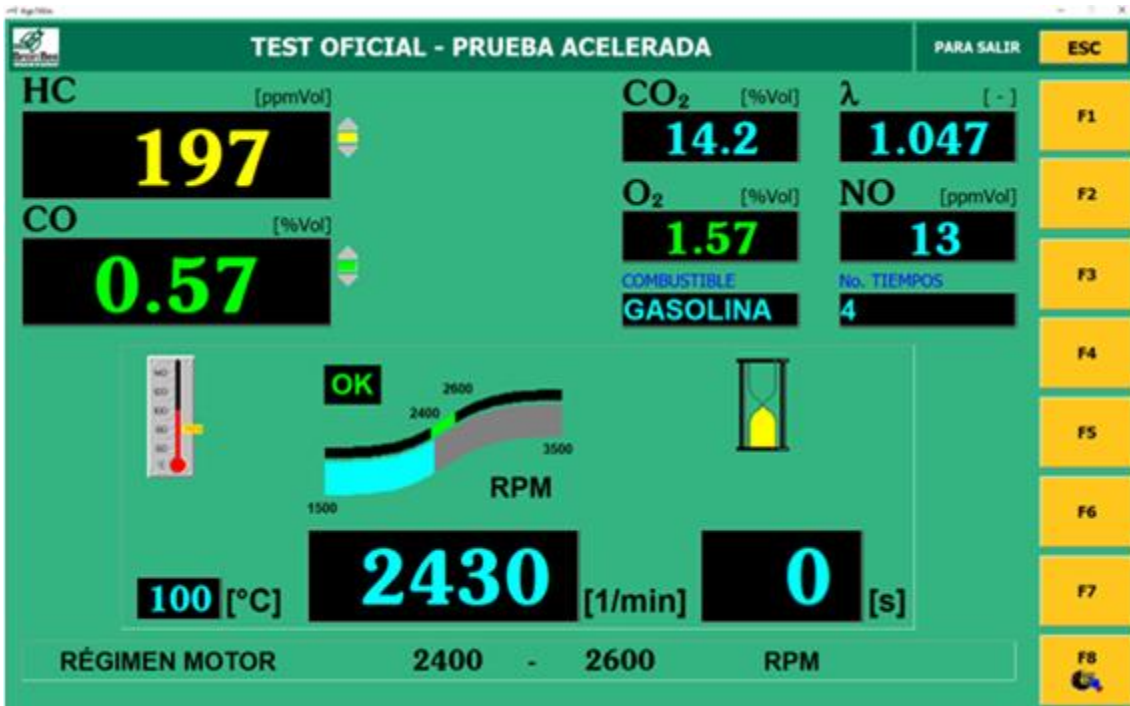 TEST OFICIAL - PRUEBA ACELERADA
PARA SALIR
ESC
HC [ppmVol]
197
CO [%Vol]
0.57
CO₂ [%Vol]
14.2
λ [-]
1.047
O₂ [%Vol]
1.57
NO [ppmVol]
13
COMBUSTIBLE
GASOLINA
No. TIEMPOS
4
F1
F2
F3
F4
F5
F6
F7
F8
OK
2600
2400
3500
1500
RPM
100 [°C]
2430 [1/min]
0 [s]
RÉGIMEN MOTOR 2400 - 2600 RPM